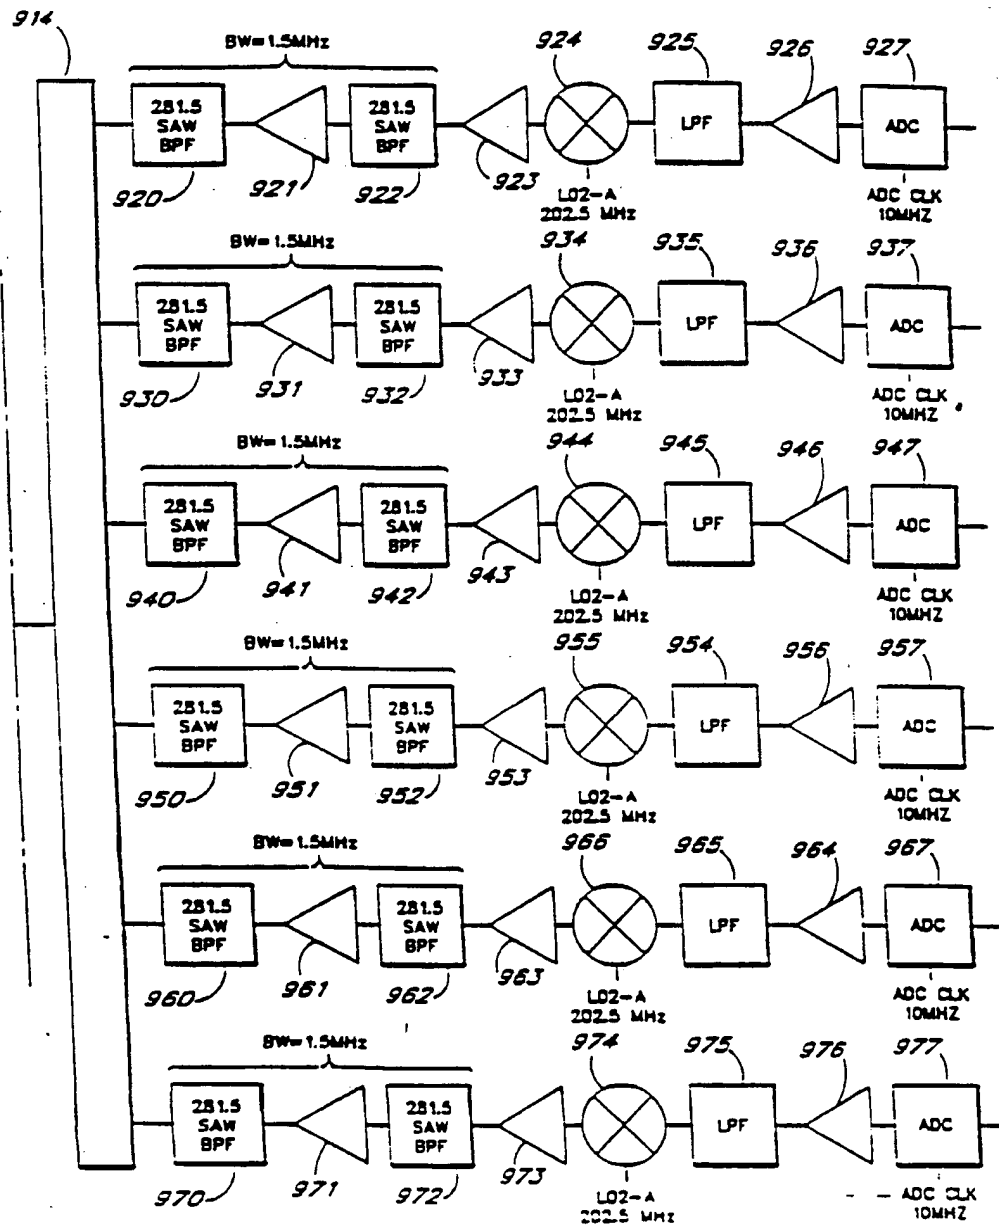 914
BW=1.5MHz
924
925
926
927
281.5
SAW
BPF
281.5
SAW
BPF
LPF
ADC
920
921
922
923
LO2-A
202.5 MHz
ADC CLK
10MHZ
BW=1.5MHz
934
935
936
937
281.5
SAW
BPF
281.5
SAW
BPF
LPF
ADC
930
931
932
933
LO2-A
202.5 MHz
ADC CLK
10MHZ
BW=1.5MHz
944
945
946
947
281.5
SAW
BPF
281.5
SAW
BPF
LPF
ADC
940
941
942
943
LO2-A
202.5 MHz
ADC CLK
10MHZ
BW=1.5MHz
955
954
956
957
281.5
SAW
BPF
281.5
SAW
BPF
LPF
ADC
950
951
952
953
LO2-A
202.5 MHz
ADC CLK
10MHZ
BW=1.5MHz
966
965
964
967
281.5
SAW
BPF
281.5
SAW
BPF
LPF
ADC
960
961
962
963
LO2-A
202.5 MHz
ADC CLK
10MHZ
BW=1.5MHz
974
975
976
977
281.5
SAW
BPF
281.5
SAW
BPF
LPF
ADC
970
971
972
973
LO2-A
202.5 MHz
ADC CLK
10MHZ